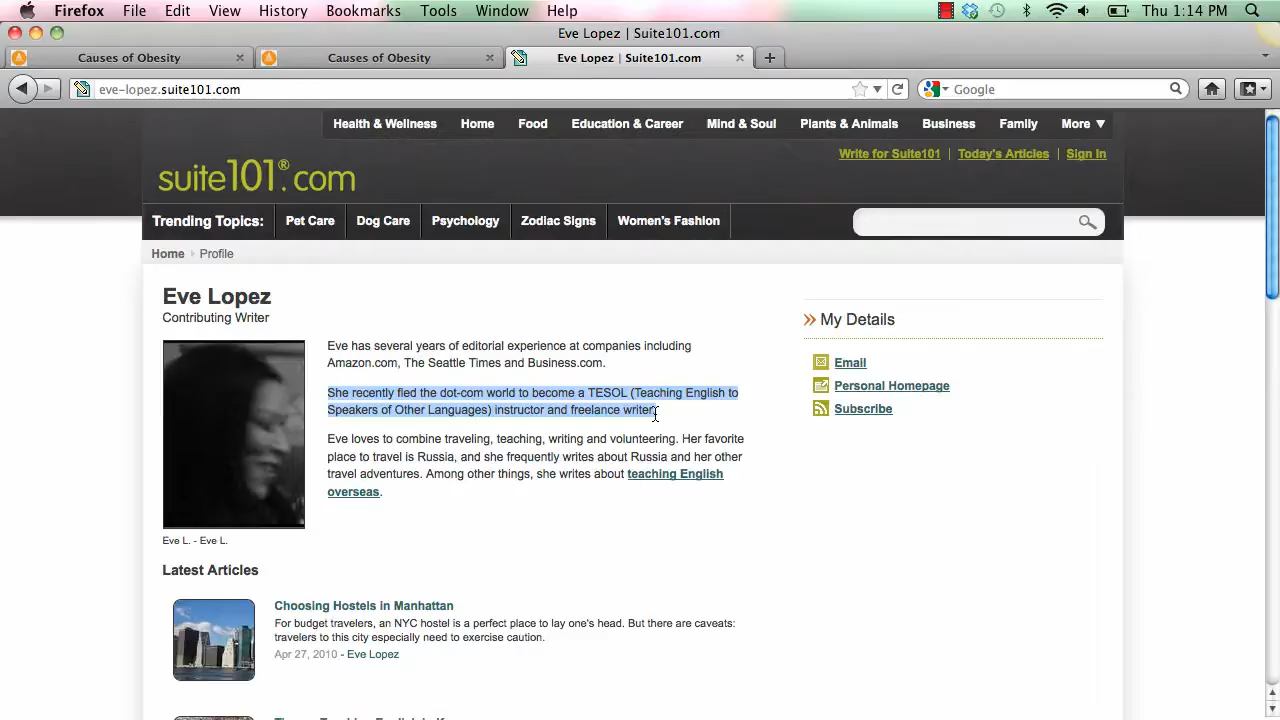 Firefox File Edit View History Bookmarks Tools Window Help Thu 1:14 PM
Eve Lopez | Suite101.com
Causes of Obesity Causes of Obesity Eve Lopez | Suite101.com
eve-lopez.suite101.com Google
Health & Wellness Home Food Education & Career Mind & Soul Plants & Animals Business Family More
Write for Suite101 | Today's Articles | Sign In
suite101®.com
Trending Topics: Pet Care Dog Care Psychology Zodiac Signs Women's Fashion
Home Profile
Eve Lopez
Contributing Writer
Eve has several years of editorial experience at companies including
Amazon.com, The Seattle Times and Business.com.
She recently fled the dot-com world to become a TESOL (Teaching English to
Speakers of Other Languages) instructor and freelance writer.
Eve loves to combine traveling, teaching, writing and volunteering. Her favorite
place to travel is Russia, and she frequently writes about Russia and her other
travel adventures. Among other things, she writes about teaching English
overseas.
Eve L. - Eve L.
My Details
Email
Personal Homepage
Subscribe
Latest Articles
Choosing Hostels in Manhattan
For budget travelers, an NYC hostel is a perfect place to lay one's head. But there are caveats:
travelers to this city especially need to exercise caution.
Apr 27, 2010 - Eve Lopez